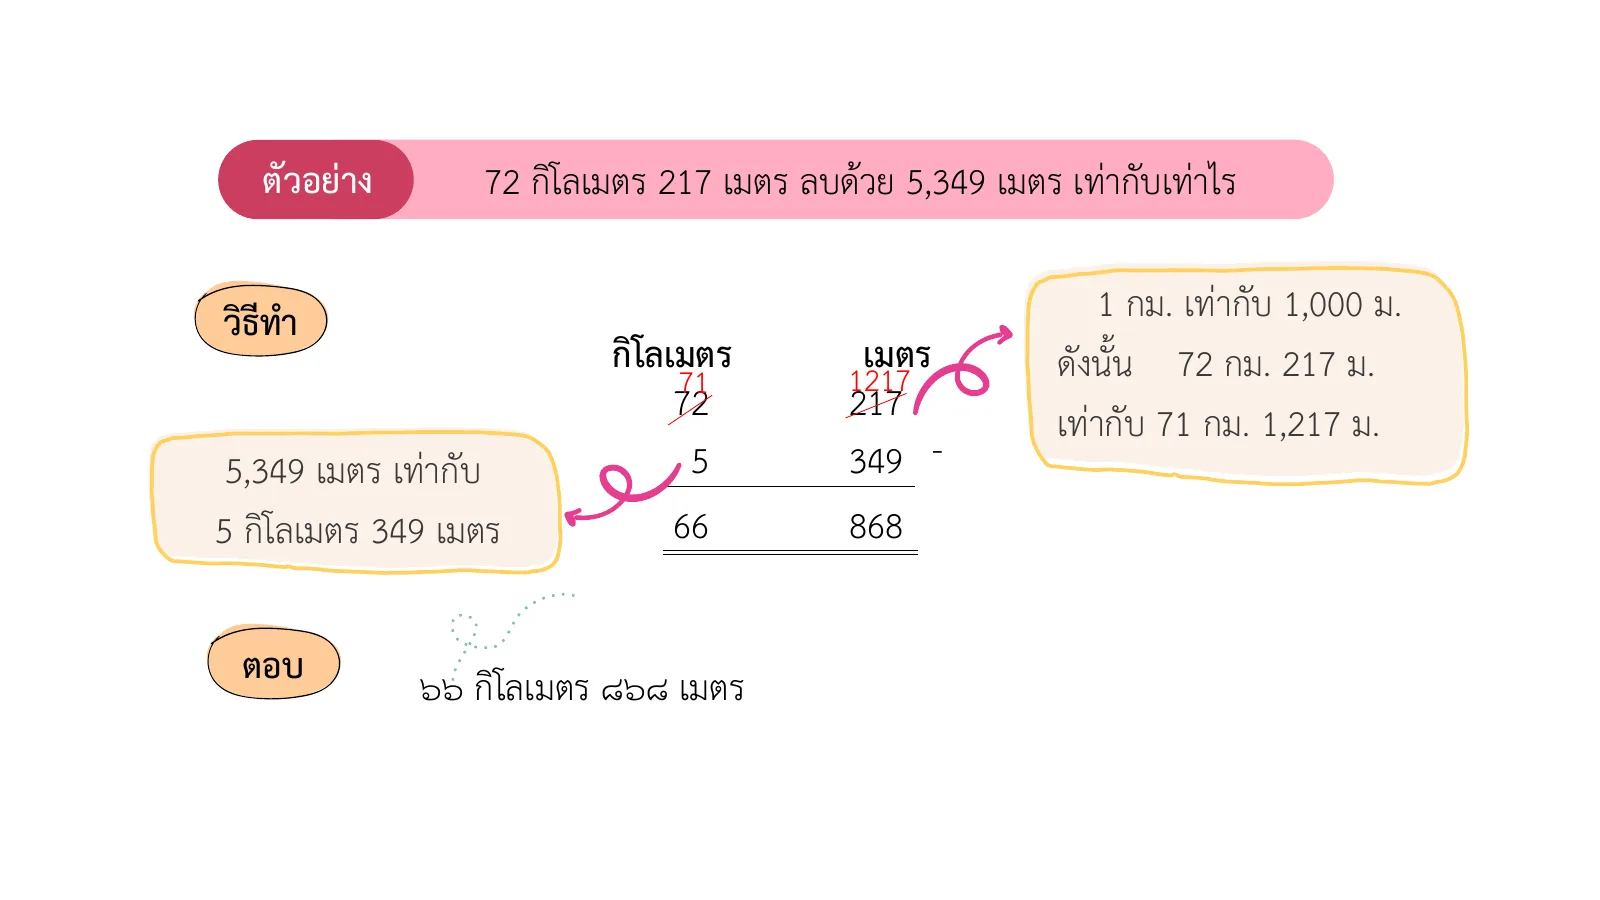 ตัวอย่าง 72 กิโลเมตร 217 เมตร ลบด้วย 5,349 เมตร เท่ากับเท่าไร
วิธีทำ
กิโลเมตร เมตร
71 1217
72 217
5 349 -
66 868
1 กม. เท่ากับ 1,000 ม.
ดังนั้น 72 กม. 217 ม.
เท่ากับ 71 กม. 1,217 ม.
5,349 เมตร เท่ากับ
5 กิโลเมตร 349 เมตร
ตอบ
๖๖ กิโลเมตร ๘๖๘ เมตร